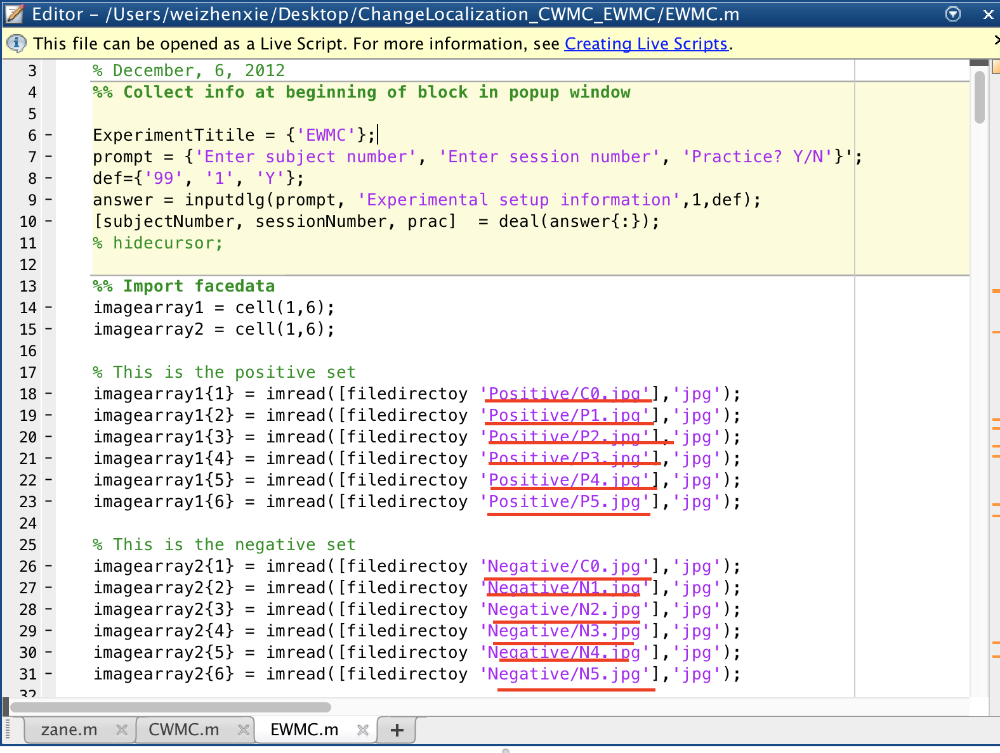 Editor – /Users/weizhenxie/Desktop/ChangeLocalization_CWMC_EWMC/EWMC.m
This file can be opened as a Live Script. For more information, see Creating Live Scripts.
3 % December, 6, 2012
4 %% Collect info at beginning of block in popup window
5
6 – ExperimentTitile = {'EWMC'};
7 – prompt = {'Enter subject number', 'Enter session number', 'Practice? Y/N'}';
8 – def={'99', '1', 'Y'};
9 – answer = inputdlg(prompt, 'Experimental setup information',1,def);
10 – [subjectNumber, sessionNumber, prac]  = deal(answer{:});
11 % hidecursor;
12
13 %% Import facedata
14 – imagearray1 = cell(1,6);
15 – imagearray2 = cell(1,6);
16
17 % This is the positive set
18 – imagearray1{1} = imread([filedirectoy 'Positive/C0.jpg'],'jpg');
19 – imagearray1{2} = imread([filedirectoy 'Positive/P1.jpg'],'jpg');
20 – imagearray1{3} = imread([filedirectoy 'Positive/P2.jpg'],'jpg');
21 – imagearray1{4} = imread([filedirectoy 'Positive/P3.jpg'],'jpg');
22 – imagearray1{5} = imread([filedirectoy 'Positive/P4.jpg'],'jpg');
23 – imagearray1{6} = imread([filedirectoy 'Positive/P5.jpg'],'jpg');
24
25 % This is the negative set
26 – imagearray2{1} = imread([filedirectoy 'Negative/C0.jpg'],'jpg');
27 – imagearray2{2} = imread([filedirectoy 'Negative/N1.jpg'],'jpg');
28 – imagearray2{3} = imread([filedirectoy 'Negative/N2.jpg'],'jpg');
29 – imagearray2{4} = imread([filedirectoy 'Negative/N3.jpg'],'jpg');
30 – imagearray2{5} = imread([filedirectoy 'Negative/N4.jpg'],'jpg');
31 – imagearray2{6} = imread([filedirectoy 'Negative/N5.jpg'],'jpg');
32
zane.m CWMC.m EWMC.m +